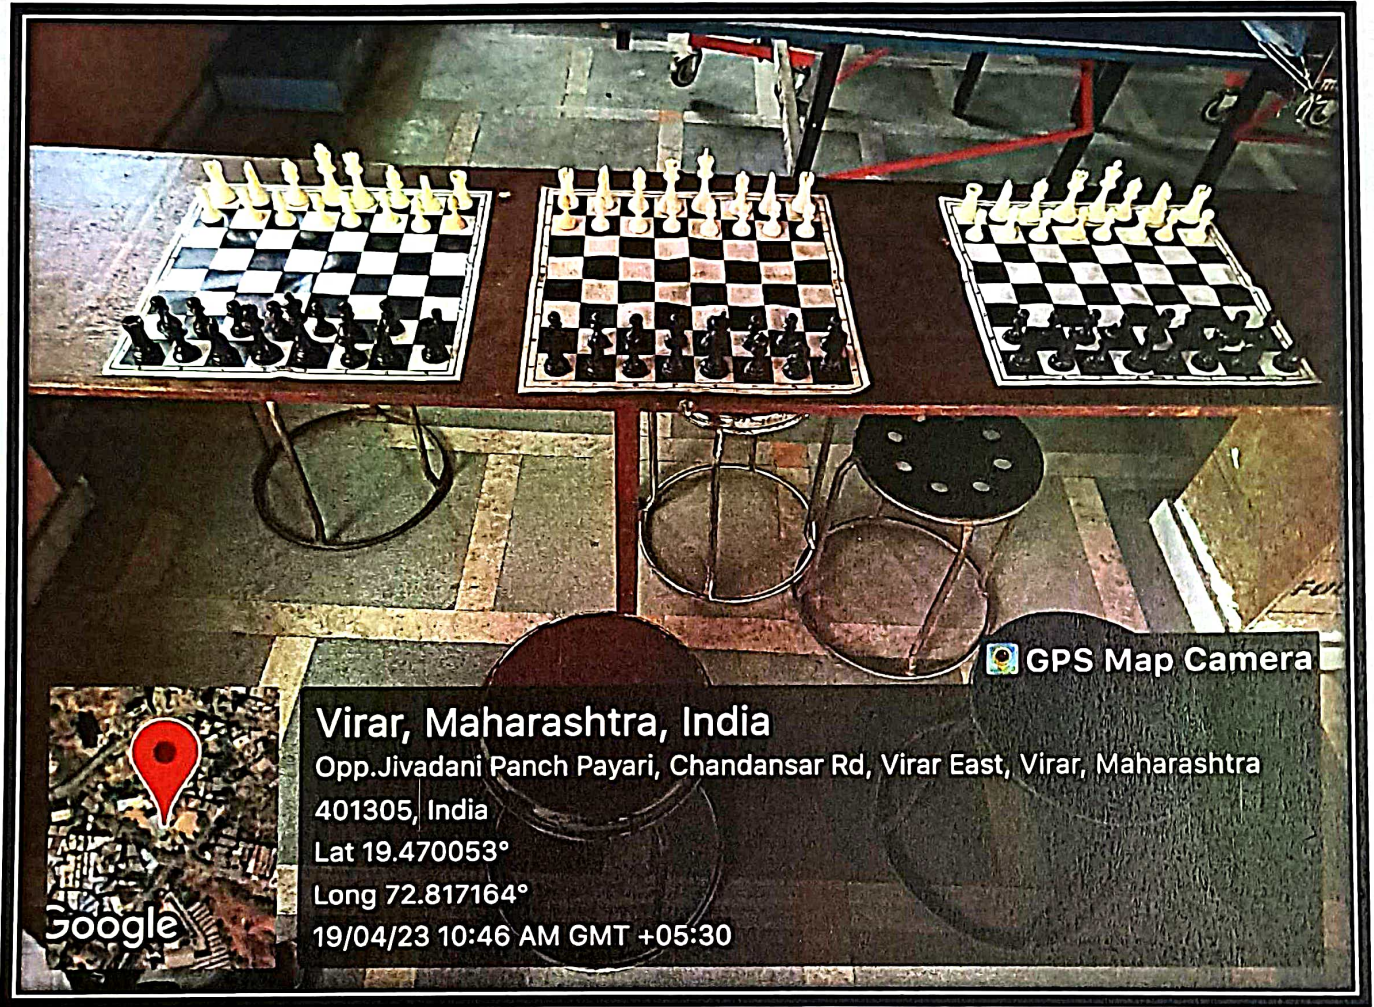 GPS Map Camera
Virar, Maharashtra, India
Opp.Jivadani Panch Payari, Chandansar Rd, Virar East, Virar, Maharashtra
401305, India
Lat 19.470053°
Long 72.817164°
19/04/23 10:46 AM GMT +05:30
Google